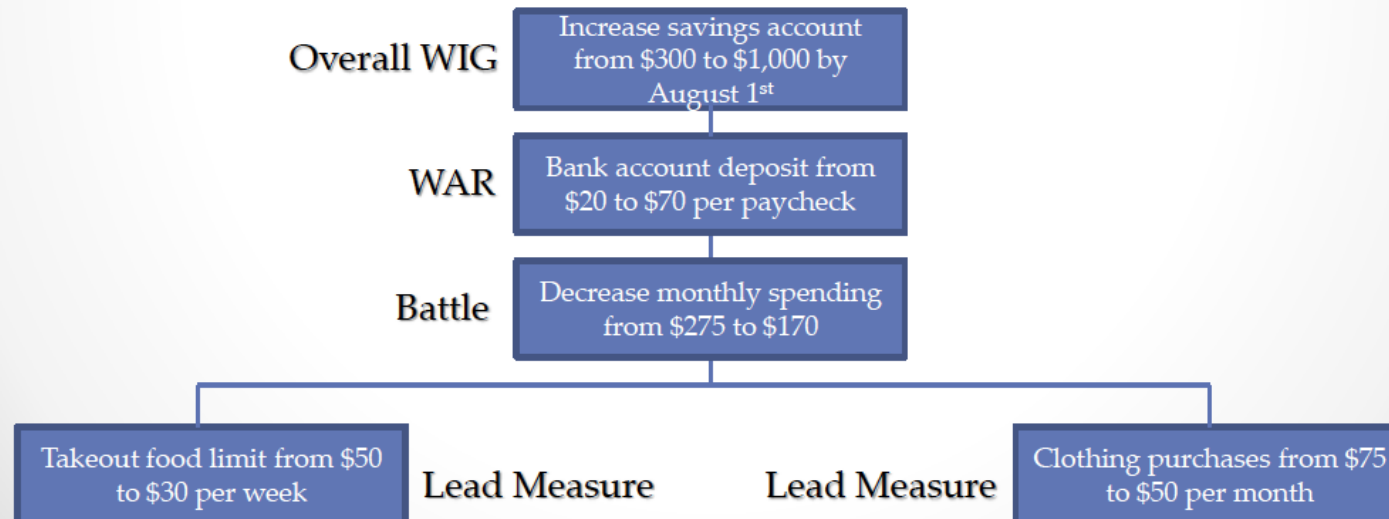 Overall WIG
Increase savings account
from $300 to $1,000 by
August 1st
WAR
Bank account deposit from
$20 to $70 per paycheck
Battle
Decrease monthly spending
from $275 to $170
Takeout food limit from $50
to $30 per week
Lead Measure
Lead Measure
Clothing purchases from $75
to $50 per month